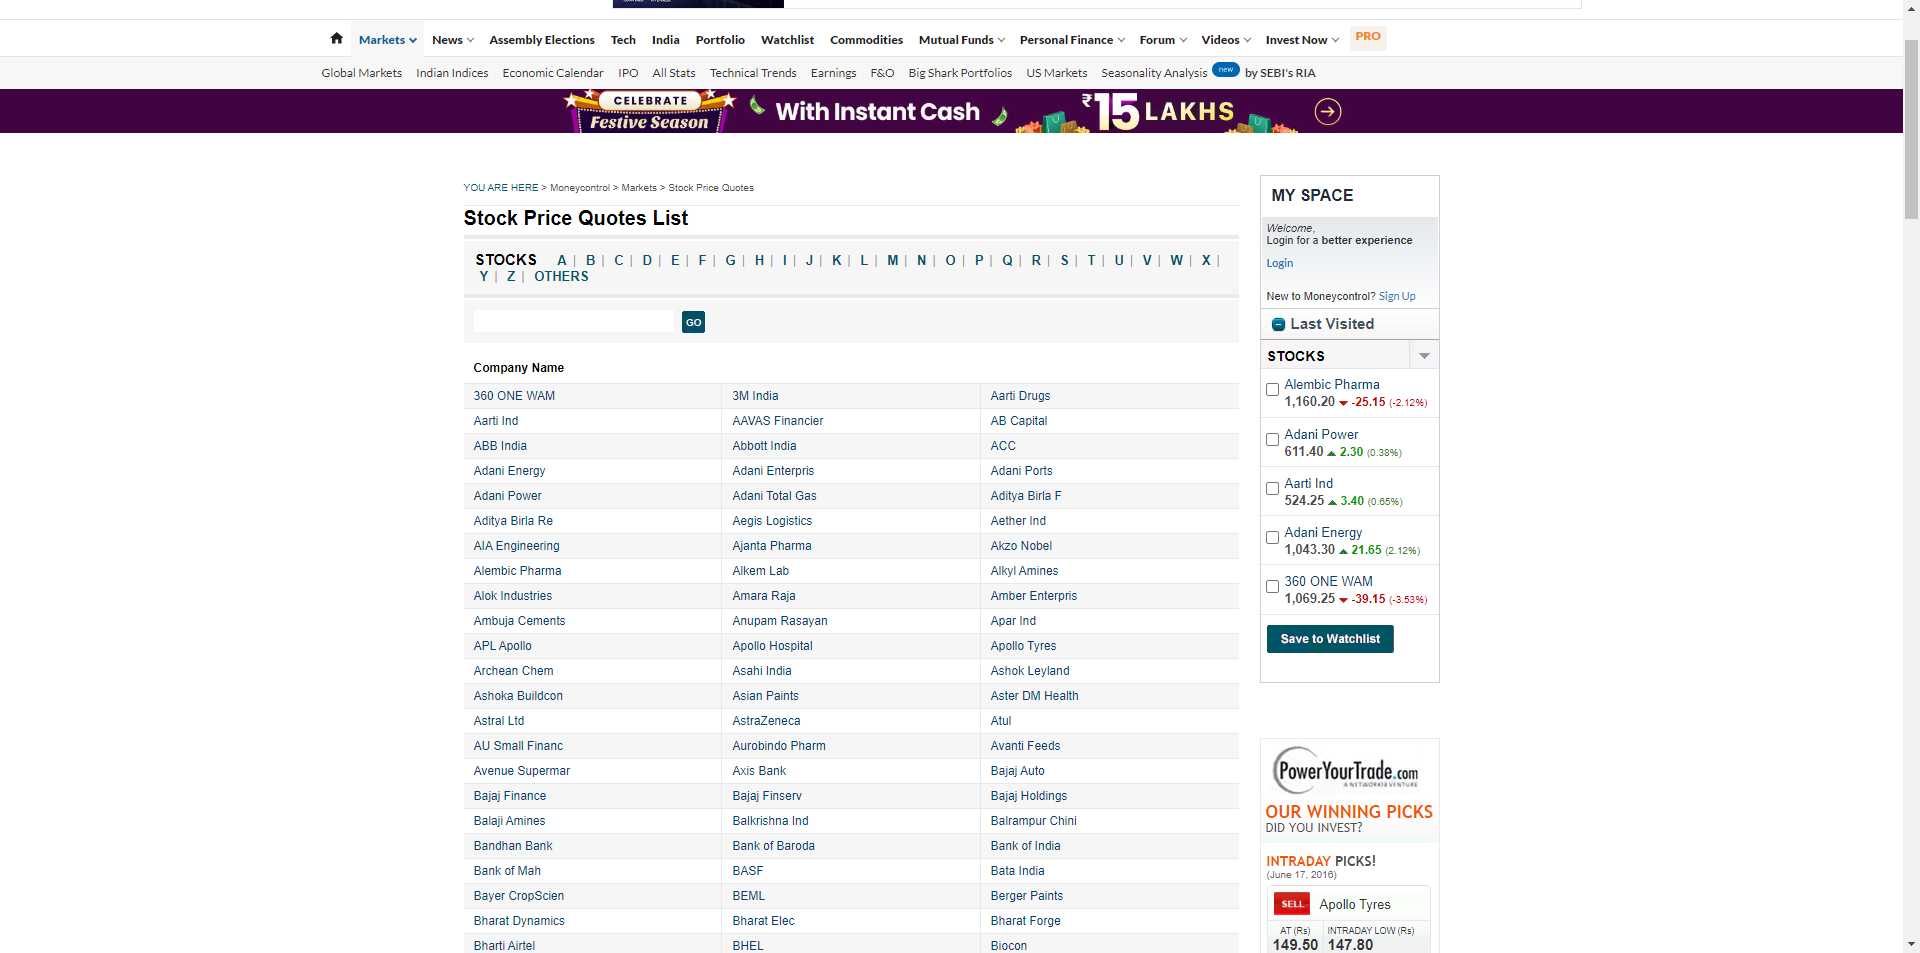 Markets News Assembly Elections Tech India Portfolio Watchlist Commodities Mutual Funds Personal Finance Forum Videos Invest Now PRO
Global Markets Indian Indices Economic Calendar IPO All Stats Technical Trends Earnings F&O Big Shark Portfolios US Markets Seasonality Analysis new by SEBI's RIA
CELEBRATE
Festive Season
With Instant Cash
₹15 LAKHS
YOU ARE HERE > Moneycontrol > Markets > Stock Price Quotes
Stock Price Quotes List
STOCKS A | B | C | D | E | F | G | H | I | J | K | L | M | N | O | P | Q | R | S | T | U | V | W | X |
Y | Z | OTHERS
GO
Company Name
360 ONE WAM 3M India Aarti Drugs
Aarti Ind AAVAS Financier AB Capital
ABB India Abbott India ACC
Adani Energy Adani Enterpris Adani Ports
Adani Power Adani Total Gas Aditya Birla F
Aditya Birla Re Aegis Logistics Aether Ind
AIA Engineering Ajanta Pharma Akzo Nobel
Alembic Pharma Alkem Lab Alkyl Amines
Alok Industries Amara Raja Amber Enterpris
Ambuja Cements Anupam Rasayan Apar Ind
APL Apollo Apollo Hospital Apollo Tyres
Archean Chem Asahi India Ashok Leyland
Ashoka Buildcon Asian Paints Aster DM Health
Astral Ltd AstraZeneca Atul
AU Small Financ Aurobindo Pharm Avanti Feeds
Avenue Supermar Axis Bank Bajaj Auto
Bajaj Finance Bajaj Finserv Bajaj Holdings
Balaji Amines Balkrishna Ind Balrampur Chini
Bandhan Bank Bank of Baroda Bank of India
Bank of Mah BASF Bata India
Bayer CropScien BEML Berger Paints
Bharat Dynamics Bharat Elec Bharat Forge
Bharti Airtel BHEL Biocon
MY SPACE
Welcome,
Login for a better experience
Login
New to Moneycontrol? Sign Up
Last Visited
STOCKS
Alembic Pharma
1,160.20 -25.15 (-2.12%)
Adani Power
611.40 2.30 (0.38%)
Aarti Ind
524.25 3.40 (0.65%)
Adani Energy
1,043.30 21.65 (2.12%)
360 ONE WAM
1,069.25 -39.15 (-3.53%)
Save to Watchlist
PowerYourTrade.com
A NETWORK18 VENTURE
OUR WINNING PICKS
DID YOU INVEST?
INTRADAY PICKS!
(June 17, 2016)
SELL Apollo Tyres
AT (Rs) INTRADAY LOW (Rs)
149.50 147.80